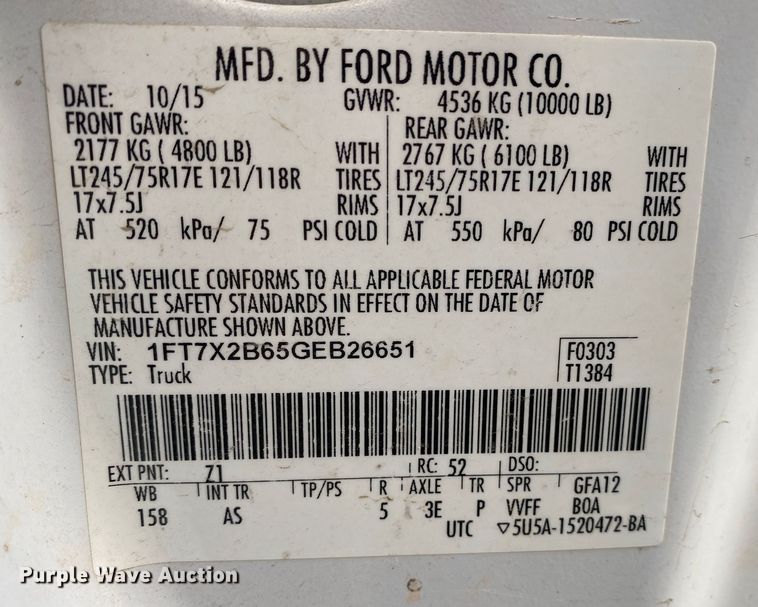 MFD. BY FORD MOTOR CO.
DATE: 10/15 GVWR: 4536 KG (10000 LB)
FRONT GAWR: REAR GAWR:
2177 KG ( 4800 LB) WITH 2767 KG ( 6100 LB) WITH
LT245/75R17E 121/118R TIRES LT245/75R17E 121/118R TIRES
17x7.5J RIMS 17x7.5J RIMS
AT 520 kPa/ 75 PSI COLD AT 550 kPa/ 80 PSI COLD
THIS VEHICLE CONFORMS TO ALL APPLICABLE FEDERAL MOTOR
VEHICLE SAFETY STANDARDS IN EFFECT ON THE DATE OF
MANUFACTURE SHOWN ABOVE.
VIN: 1FT7X2B65GEB26651 F0303
TYPE: Truck T1384
EXT PNT: Z1 RC: 52 DSO:
WB INT TR TP/PS R AXLE TR SPR GFA12
158 AS 5 3E P VVFF BOA
UTC ▽5U5A-1520472-BA
Purple Wave Auction